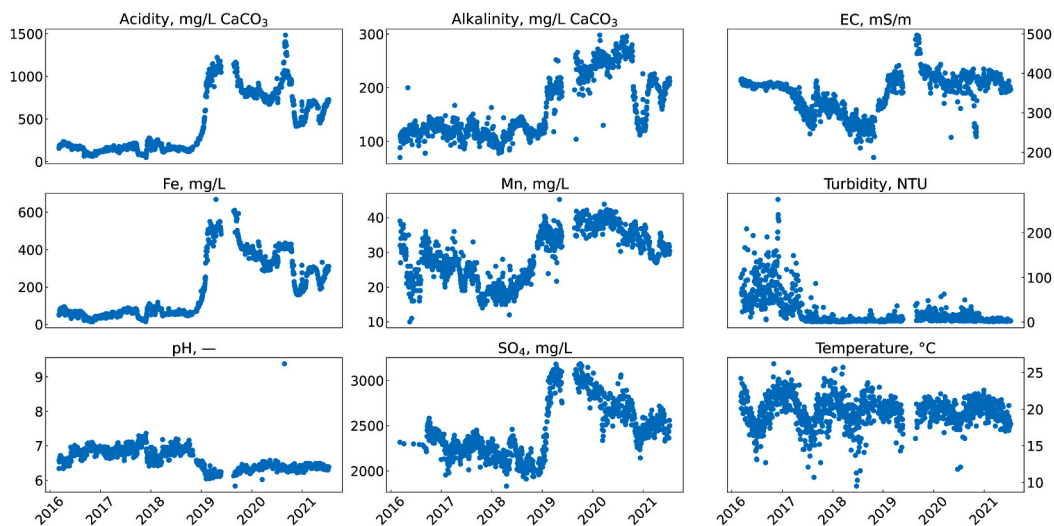 Acidity, mg/L CaCO₃
1500
1000
500
0
Alkalinity, mg/L CaCO₃
300
200
100
EC, mS/m
500
400
300
200
Fe, mg/L
600
400
200
0
Mn, mg/L
40
30
20
10
Turbidity, NTU
200
100
0
pH, —
9
8
7
6
2016 2017 2018 2019 2020 2021
SO₄, mg/L
3000
2500
2000
2016 2017 2018 2019 2020 2021
Temperature, °C
25
20
15
10
2016 2017 2018 2019 2020 2021